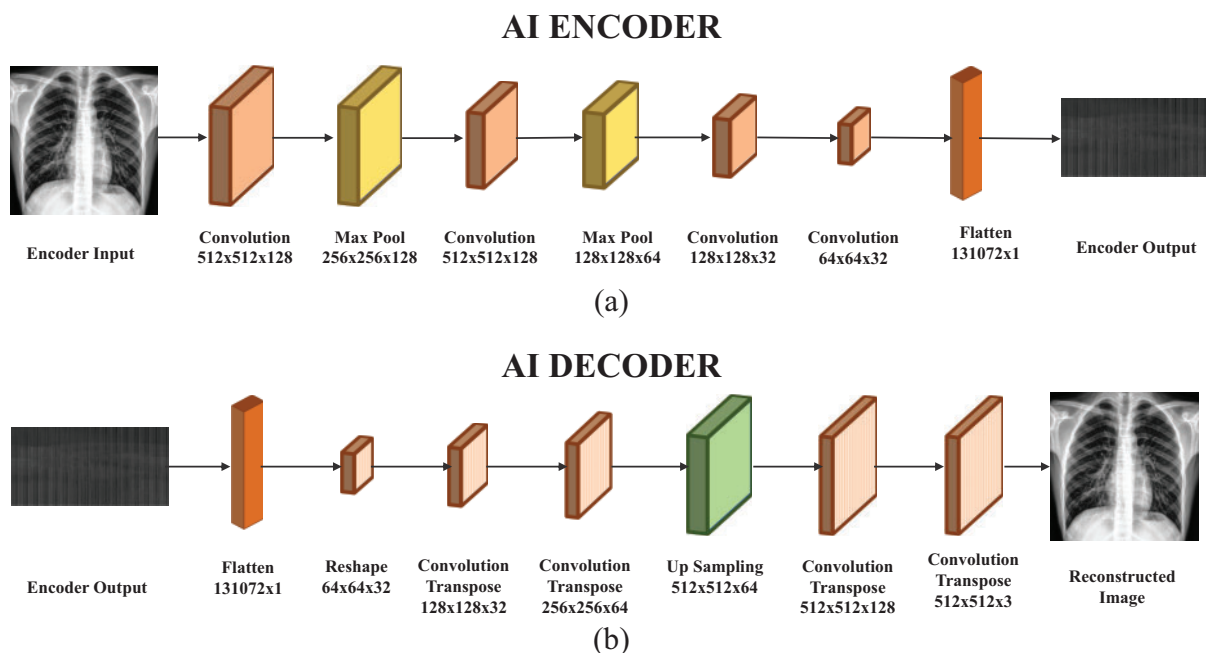 AI ENCODER
Encoder Input
Convolution
512x512x128
Max Pool
256x256x128
Convolution
512x512x128
Max Pool
128x128x64
Convolution
128x128x32
Convolution
64x64x32
Flatten
131072x1
Encoder Output
(a)
AI DECODER
Encoder Output
Flatten
131072x1
Reshape
64x64x32
Convolution
Transpose
128x128x32
Convolution
Transpose
256x256x64
Up Sampling
512x512x64
Convolution
Transpose
512x512x128
Convolution
Transpose
512x512x3
Reconstructed
Image
(b)